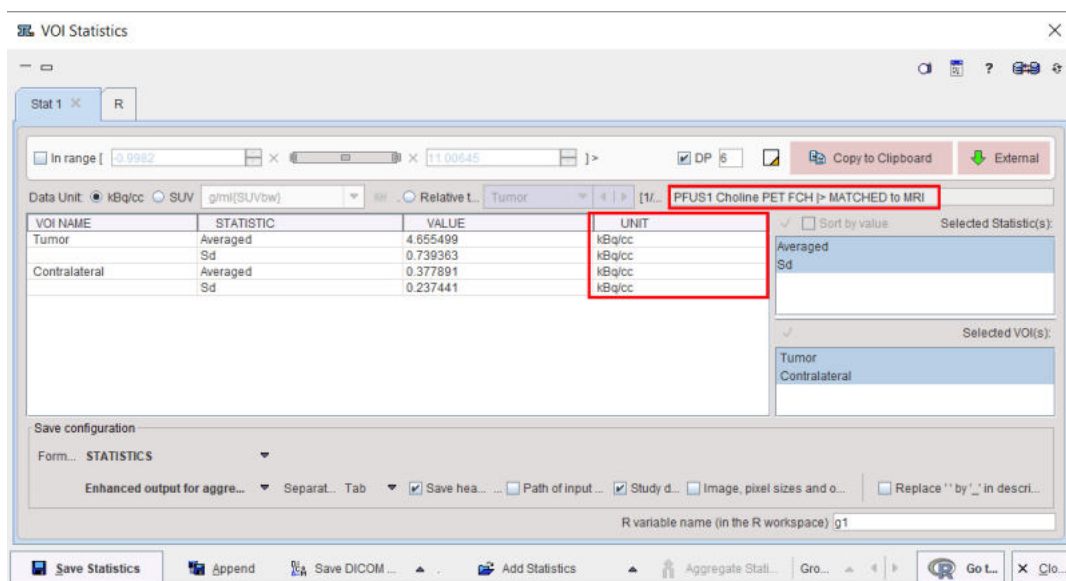 VOI Statistics
?
Stat 1
R
In range [ -0.9982 11.00645 ] > DP 6 Copy to Clipboard External
Data Unit: kBq/cc SUV g/ml{SUVbw} Relative t... Tumor [1/... PFUS1 Choline PET FCH |> MATCHED to MRI
VOI NAME STATISTIC VALUE UNIT
Sort by value Selected Statistic(s):
Tumor Averaged 4.655499 kBq/cc
Sd 0.739363 kBq/cc
Contralateral Averaged 0.377891 kBq/cc
Sd 0.237441 kBq/cc
Averaged
Sd
Selected VOI(s):
Tumor
Contralateral
Save configuration
Form... STATISTICS
Enhanced output for aggre... Separat... Tab Save hea... ... Path of input ... Study d... Image, pixel sizes and o... Replace ' ' by '_' in descri...
R variable name (in the R workspace) g1
Save Statistics Append Save DICOM ... . Add Statistics Aggregate Stati... Gro... Go t... Clo...